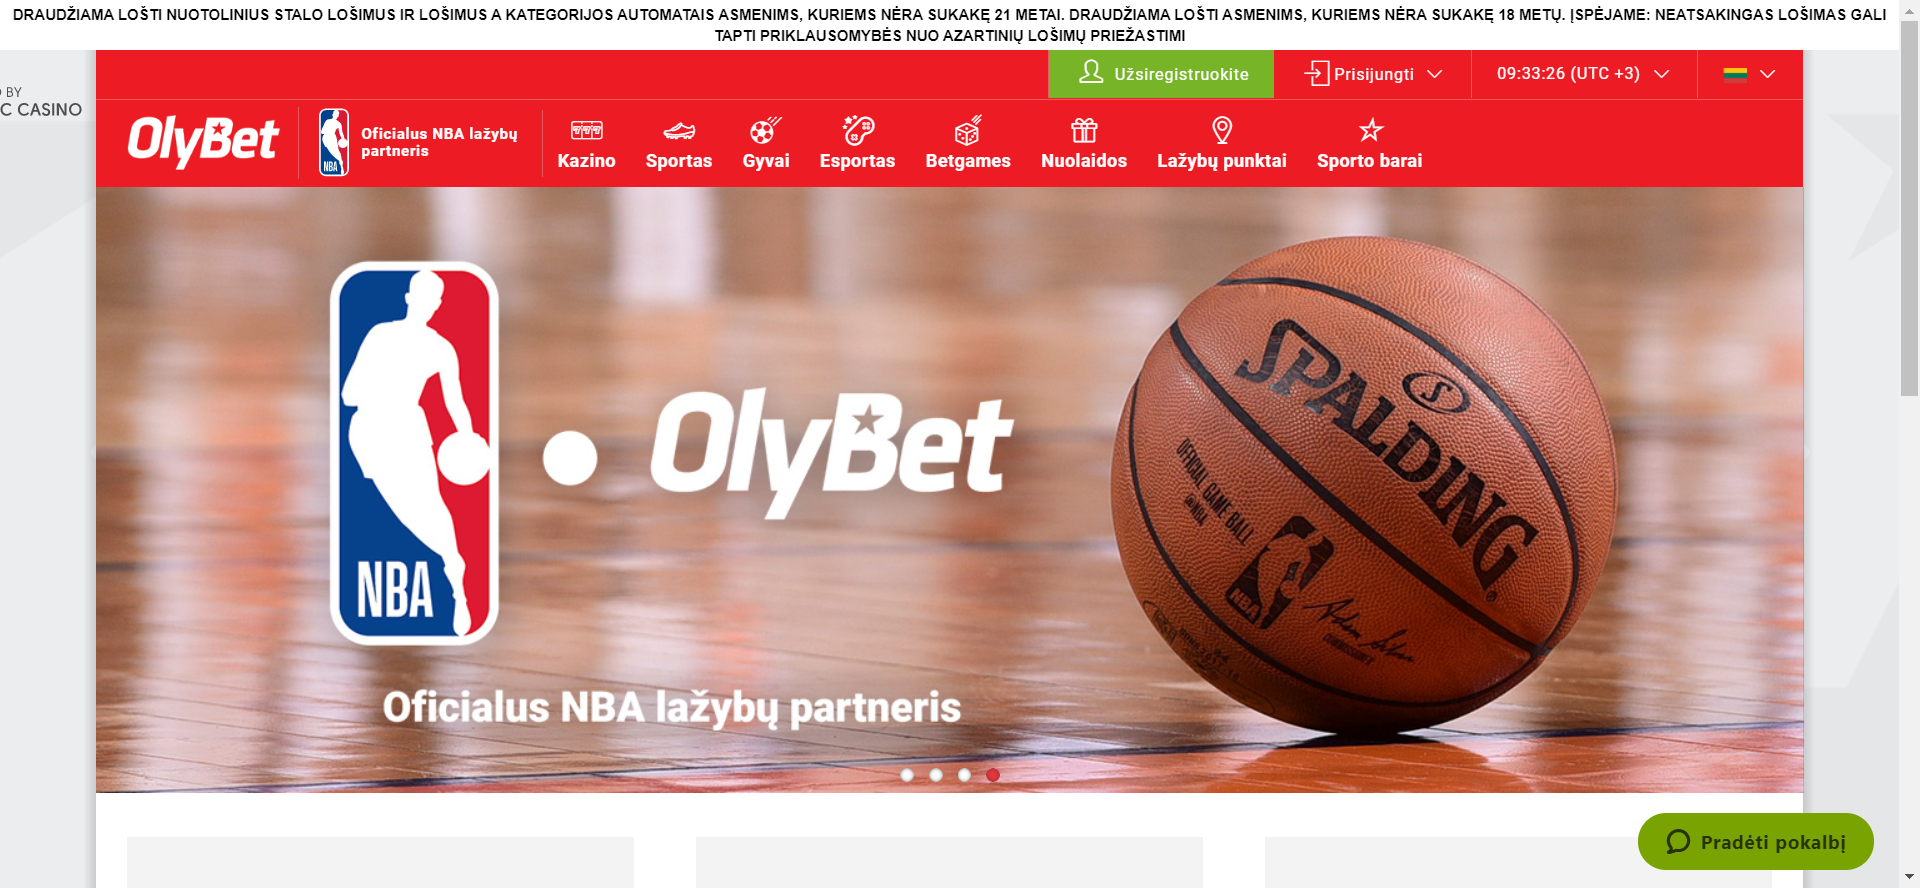 DRAUDŽIAMA LOŠTI NUOTOLINIUS STALO LOŠIMUS IR LOŠIMUS A KATEGORIJOS AUTOMATAIS ASMENIMS, KURIEMS NĖRA SUKAKĘ 21 METAI. DRAUDŽIAMA LOŠTI ASMENIMS, KURIEMS NĖRA SUKAKĘ 18 METŲ. ĮSPĖJAME: NEATSAKINGAS LOŠIMAS GALI
TAPTI PRIKLAUSOMYBĖS NUO AZARTINIŲ LOŠIMŲ PRIEŽASTIMI
Užsiregistruokite
Prisijungti
09:33:26 (UTC +3)
BY
C CASINO
OlyBet
NBA
Oficialus NBA lažybų
partneris
Kazino
Sportas
Gyvai
Esportas
Betgames
Nuolaidos
Lažybų punktai
Sporto barai
NBA
OlyBet
Oficialus NBA lažybų partneris
SPALDING
OFFICIAL GAME BALL
@NBA
NBA
Pradėti pokalbį